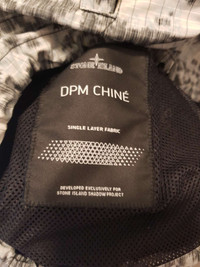 STONE ISLAND
DPM CHINÉ
SINGLE LAYER FABRIC
DEVELOPED EXCLUSIVELY FOR
STONE ISLAND SHADOW PROJECT